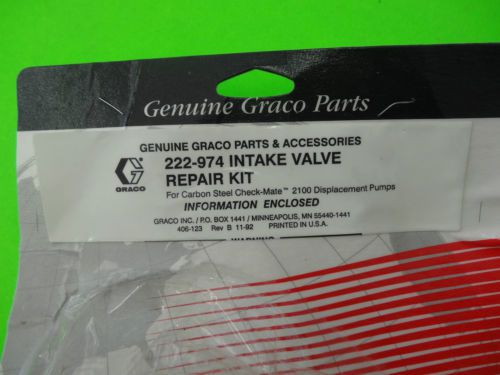 Genuine Graco Parts
GENUINE GRACO PARTS & ACCESSORIES
222-974 INTAKE VALVE
REPAIR KIT
GRACO
For Carbon Steel Check-Mate™ 2100 Displacement Pumps
INFORMATION ENCLOSED
GRACO INC. / P.O. BOX 1441 / MINNEAPOLIS, MN 55440-1441
406-123 Rev B 11-92 PRINTED IN U.S.A.
WARNING